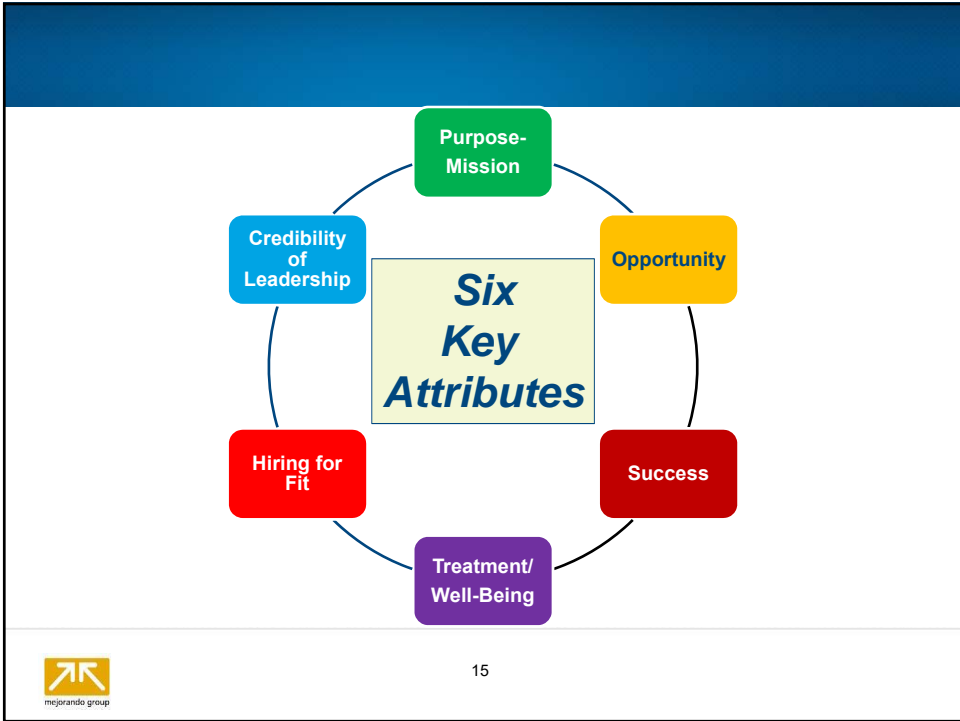 Purpose-
Mission
Credibility
of
Leadership
Opportunity
Six
Key
Attributes
Hiring for
Fit
Success
Treatment/
Well-Being
mejorando group
15